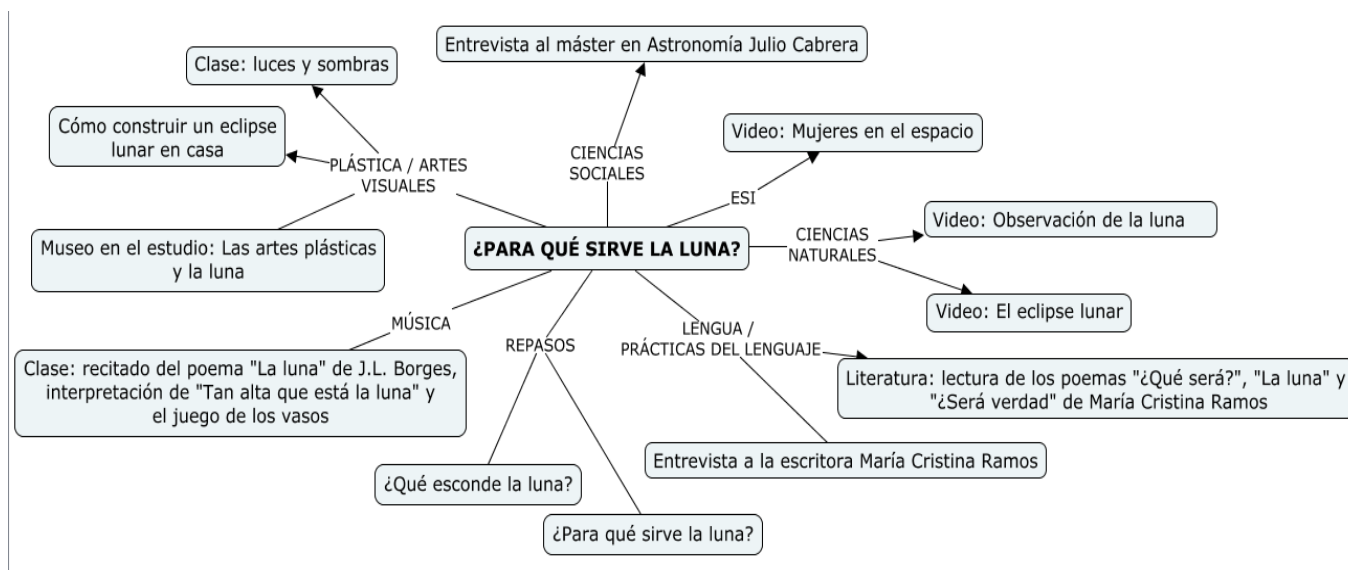 Entrevista al máster en Astronomía Julio Cabrera
Clase: luces y sombras
Cómo construir un eclipse
lunar en casa
PLÁSTICA / ARTES
VISUALES
Museo en el estudio: Las artes plásticas
y la luna
CIENCIAS
SOCIALES
Video: Mujeres en el espacio
ESI
¿PARA QUÉ SIRVE LA LUNA?
CIENCIAS
NATURALES
Video: Observación de la luna
Video: El eclipse lunar
MÚSICA
Clase: recitado del poema "La luna" de J.L. Borges,
interpretación de "Tan alta que está la luna" y
el juego de los vasos
REPASOS
¿Qué esconde la luna?
¿Para qué sirve la luna?
LENGUA /
PRÁCTICAS DEL LENGUAJE
Literatura: lectura de los poemas "¿Qué será?", "La luna" y
"¿Será verdad" de María Cristina Ramos
Entrevista a la escritora María Cristina Ramos